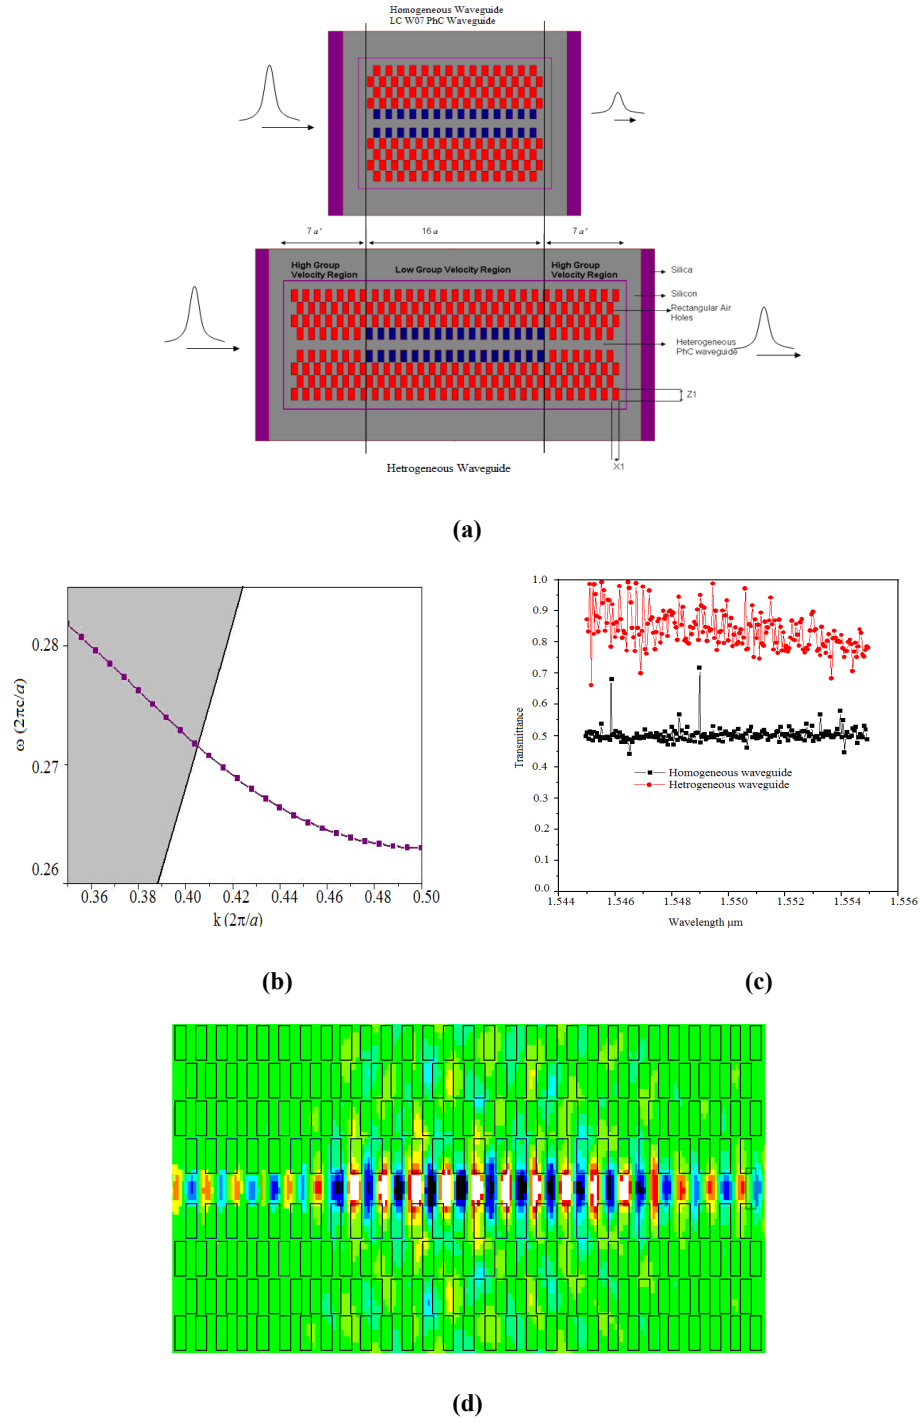 Homogeneous Waveguide
LC W07 PhC Waveguide
7 a' 16 a 7 a'
High Group
Velocity Region
Low Group Velocity Region
High Group
Velocity Region
Silica
Silicon
Rectangular Air
Holes
Heterogeneous
PhC waveguide
Z1
X1
Hetrogeneous Waveguide
(a)
ω (2πc/a)
0.28
0.27
0.26
0.36 0.38 0.40 0.42 0.44 0.46 0.48 0.50
k (2π/a)
(b)
Transmittance
1.0
0.9
0.8
0.7
0.6
0.5
0.4
0.3
0.2
0.1
0.0
Homogeneous waveguide
Hetrogeneous waveguide
1.544 1.546 1.548 1.550 1.552 1.554 1.556
Wavelength μm
(c)
(d)